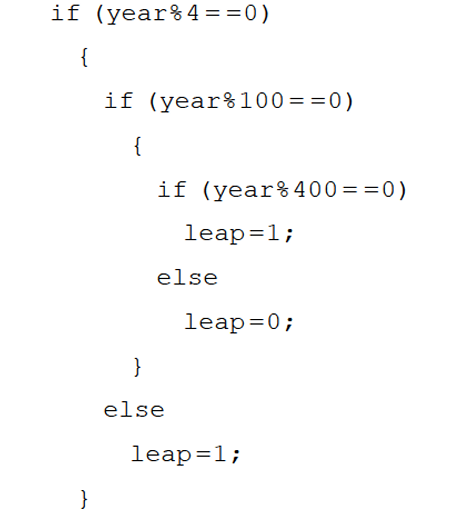 if (year%4==0)
{
if (year%100==0)
{
if (year%400==0)
leap=1;
else
leap=0;
}
else
leap=1;
}